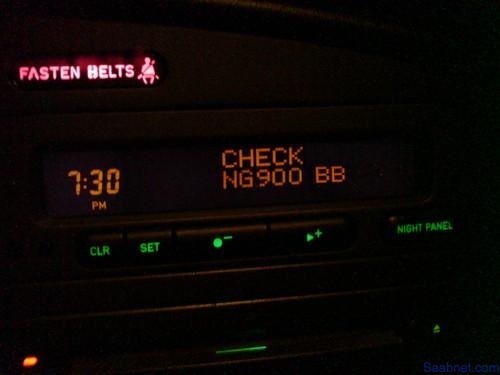 FASTEN BELTS
CHECK
7:30 NG900 BB
PM
CLR SET - + NIGHT PANEL
Saabnet.com